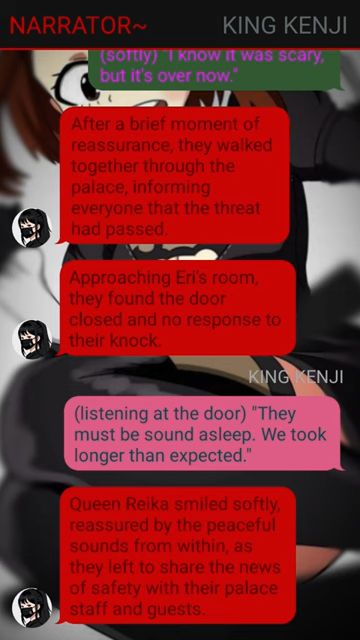 NARRATOR~ KING KENJI
(softly) "I know it was scary,
but it's over now."
After a brief moment of
reassurance, they walked
together through the
palace, informing
everyone that the threat
had passed.
Approaching Eri's room,
they found the door
closed and no response to
their knock.
KING KENJI
(listening at the door) "They
must be sound asleep. We took
longer than expected."
Queen Reika smiled softly,
reassured by the peaceful
sounds from within, as
they left to share the news
of safety with their palace
staff and guests.